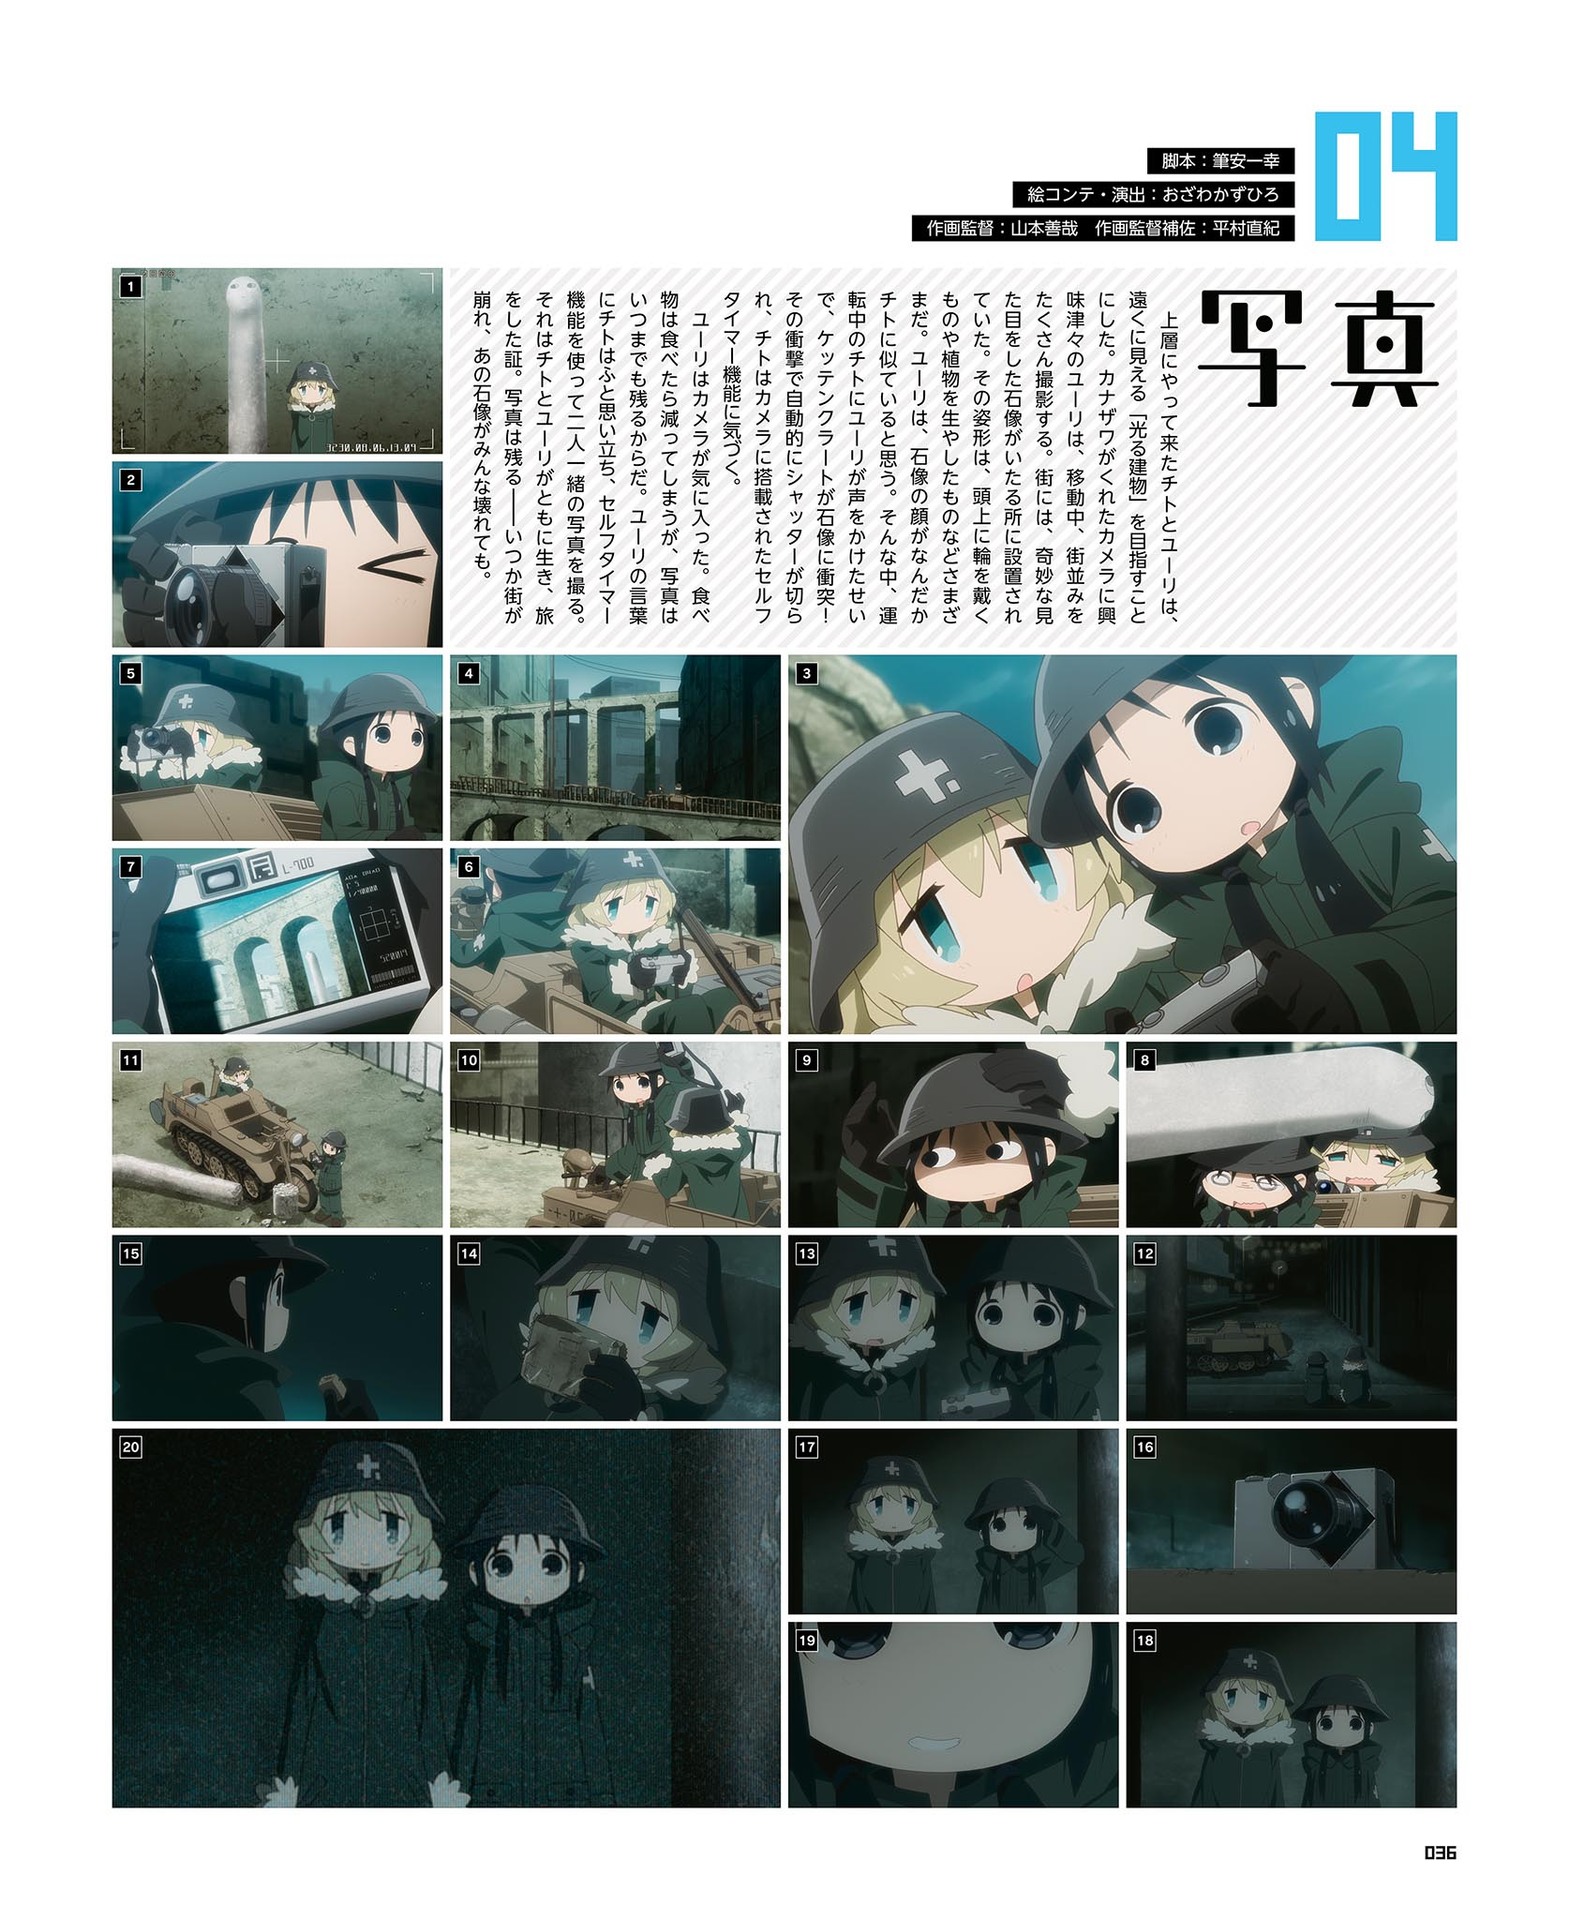 04
脚本：筆安一幸
絵コンテ・演出：おざわかずひろ
作画監督：山本善哉　作画監督補佐：平村直紀
写真
上層にやって来たチトとユーリは、
遠くに見える「光る建物」を目指すこと
にした。カナザワがくれたカメラに興
味津々のユーリは、移動中、街並みを
たくさん撮影する。街には、奇妙な見
た目をした石像がいたる所に設置され
ていた。その姿形は、頭上に輪を戴く
ものや植物を生やしたものなどさまざ
まだ。ユーリは、石像の顔がなんだか
チトに似ていると思う。そんな中、運
転中のチトにユーリが声をかけたせい
で、ケッテンクラートが石像に衝突！
その衝撃で自動的にシャッターが切ら
れ、チトはカメラに搭載されたセルフ
タイマー機能に気づく。
ユーリはカメラが気に入った。食べ
物は食べたら減ってしまうが、写真は
いつまでも残るからだ。ユーリの言葉
にチトはふと思い立ち、セルフタイマー
機能を使って二人一緒の写真を撮る。
それはチトとユーリがともに生き、旅
をした証。写真は残る──いつか街が
崩れ、あの石像がみんな壊れても。
1
3230.08.06.13.09
2
3
4
5
6
7
L-700
8
9
10
11
12
13
14
15
16
17
18
19
20
036